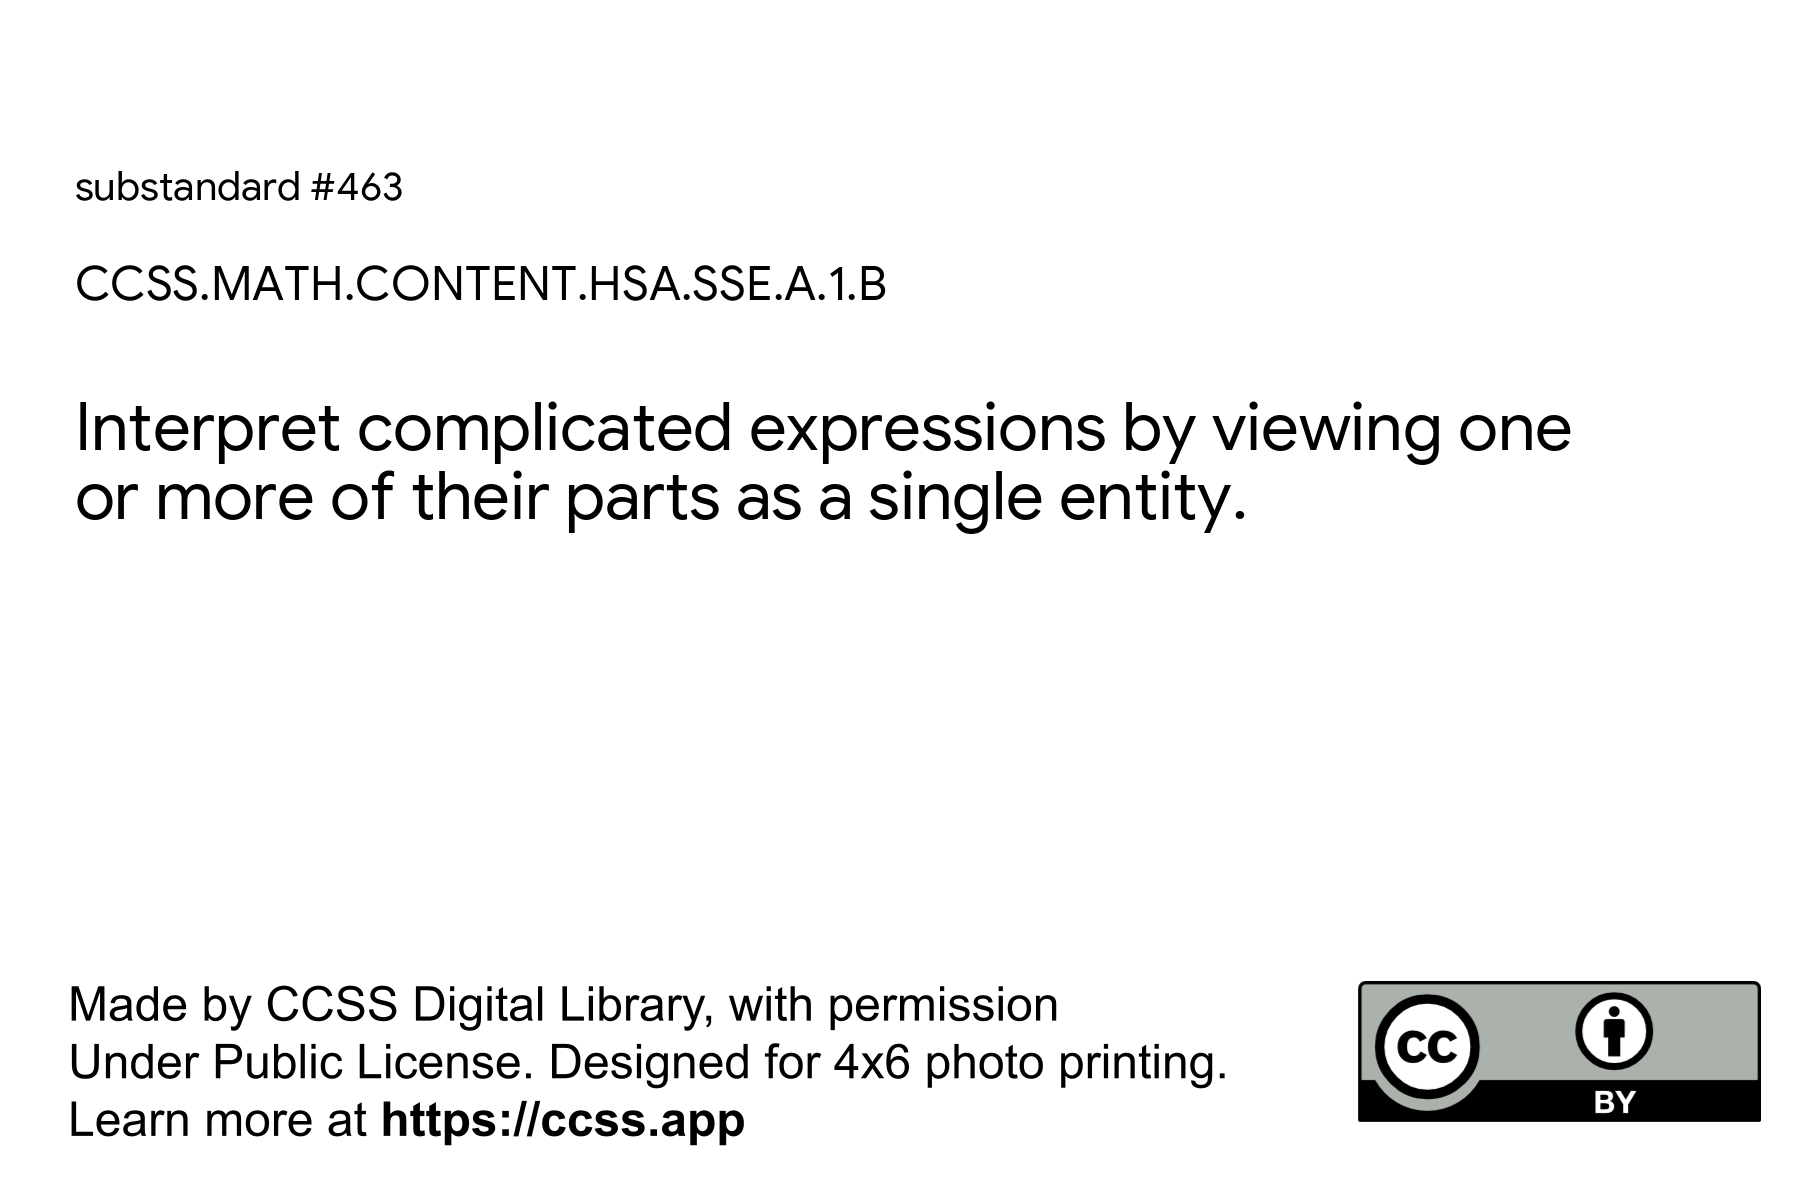 substandard #463
CCSS.MATH.CONTENT.HSA.SSE.A.1.B
Interpret complicated expressions by viewing one
or more of their parts as a single entity.
Made by CCSS Digital Library, with permission
Under Public License. Designed for 4x6 photo printing.
Learn more at https://ccss.app
cc
BY